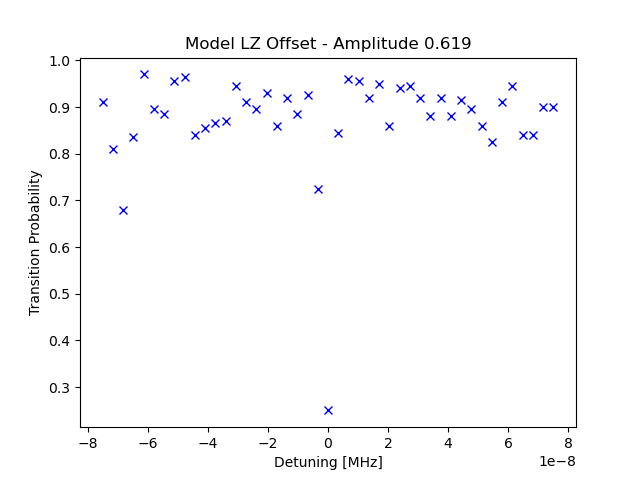 Model LZ Offset - Amplitude 0.619
1.0
0.9
0.8
0.7
0.6
0.5
0.4
0.3
Transition Probability
−8 −6 −4 −2 0 2 4 6 8
1e−8
Detuning [MHz]